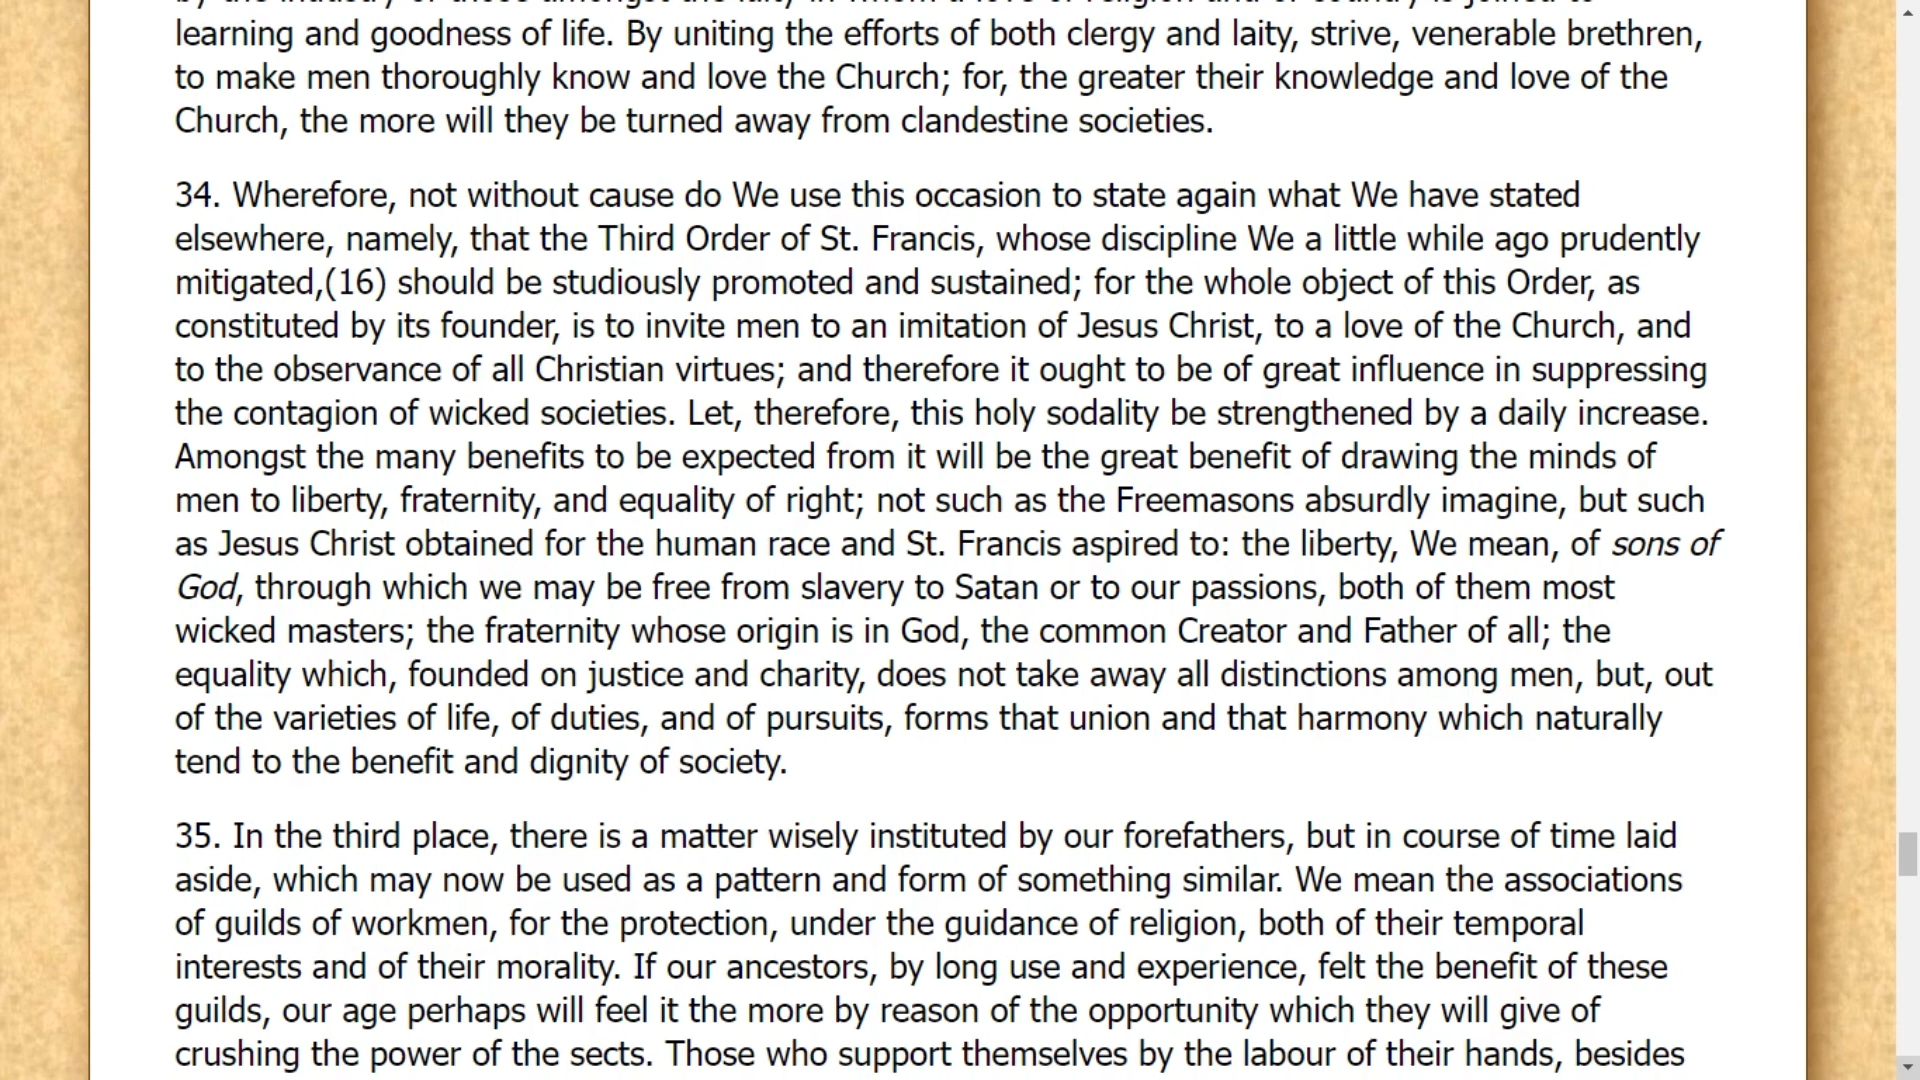 learning and goodness of life. By uniting the efforts of both clergy and laity, strive, venerable brethren,
to make men thoroughly know and love the Church; for, the greater their knowledge and love of the
Church, the more will they be turned away from clandestine societies.
34. Wherefore, not without cause do We use this occasion to state again what We have stated
elsewhere, namely, that the Third Order of St. Francis, whose discipline We a little while ago prudently
mitigated,(16) should be studiously promoted and sustained; for the whole object of this Order, as
constituted by its founder, is to invite men to an imitation of Jesus Christ, to a love of the Church, and
to the observance of all Christian virtues; and therefore it ought to be of great influence in suppressing
the contagion of wicked societies. Let, therefore, this holy sodality be strengthened by a daily increase.
Amongst the many benefits to be expected from it will be the great benefit of drawing the minds of
men to liberty, fraternity, and equality of right; not such as the Freemasons absurdly imagine, but such
as Jesus Christ obtained for the human race and St. Francis aspired to: the liberty, We mean, of sons of
God, through which we may be free from slavery to Satan or to our passions, both of them most
wicked masters; the fraternity whose origin is in God, the common Creator and Father of all; the
equality which, founded on justice and charity, does not take away all distinctions among men, but, out
of the varieties of life, of duties, and of pursuits, forms that union and that harmony which naturally
tend to the benefit and dignity of society.
35. In the third place, there is a matter wisely instituted by our forefathers, but in course of time laid
aside, which may now be used as a pattern and form of something similar. We mean the associations
of guilds of workmen, for the protection, under the guidance of religion, both of their temporal
interests and of their morality. If our ancestors, by long use and experience, felt the benefit of these
guilds, our age perhaps will feel it the more by reason of the opportunity which they will give of
crushing the power of the sects. Those who support themselves by the labour of their hands, besides